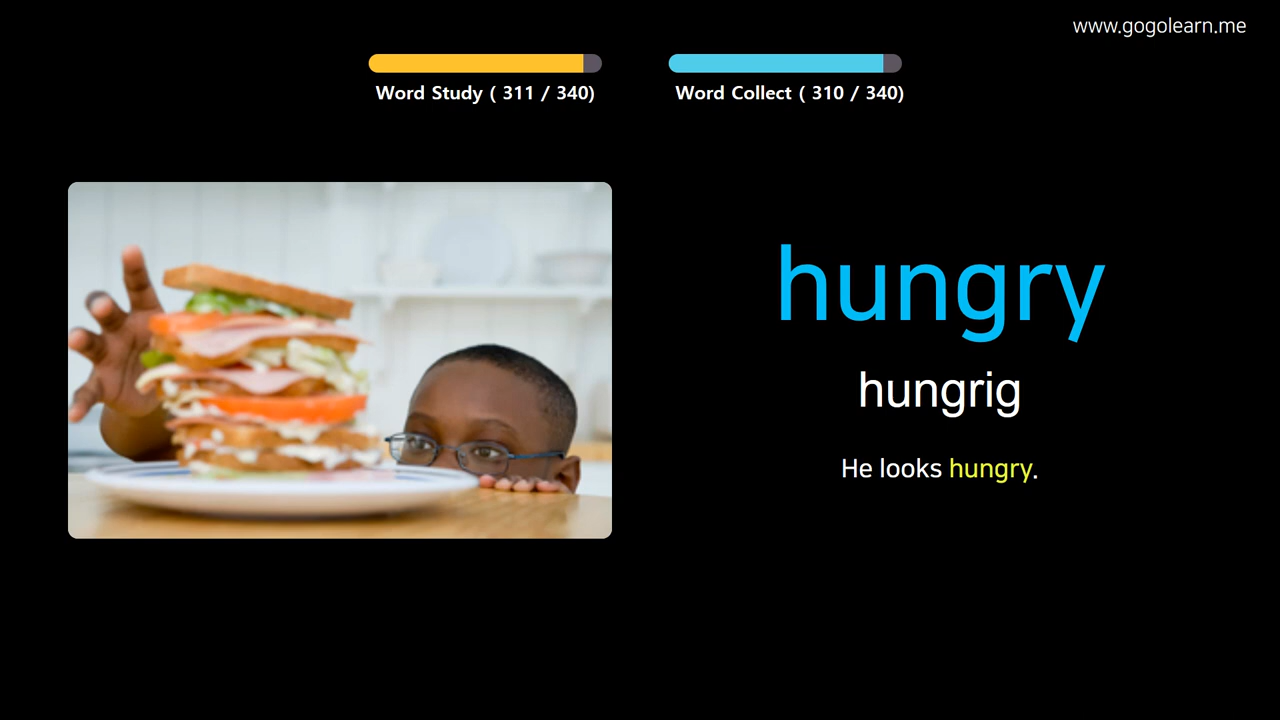 www.gogolearn.me
Word Study ( 311 / 340)
Word Collect ( 310 / 340)
hungry
hungrig
He looks hungry.